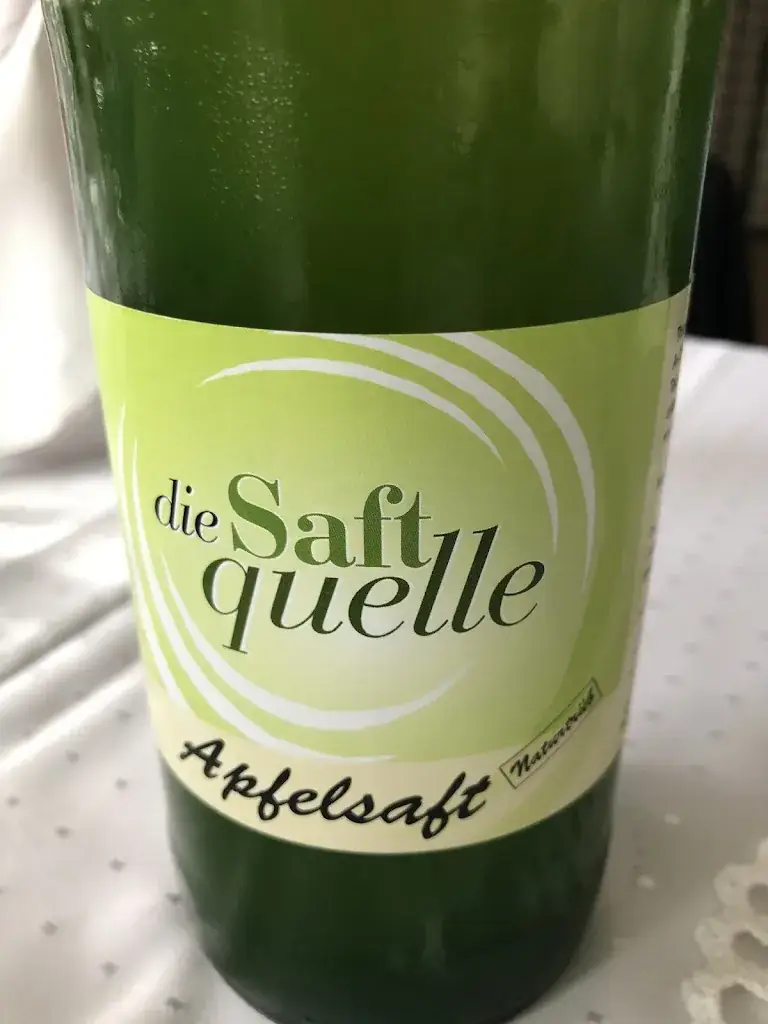 die Saft
quelle
Apfelsaft
Naturtrüb